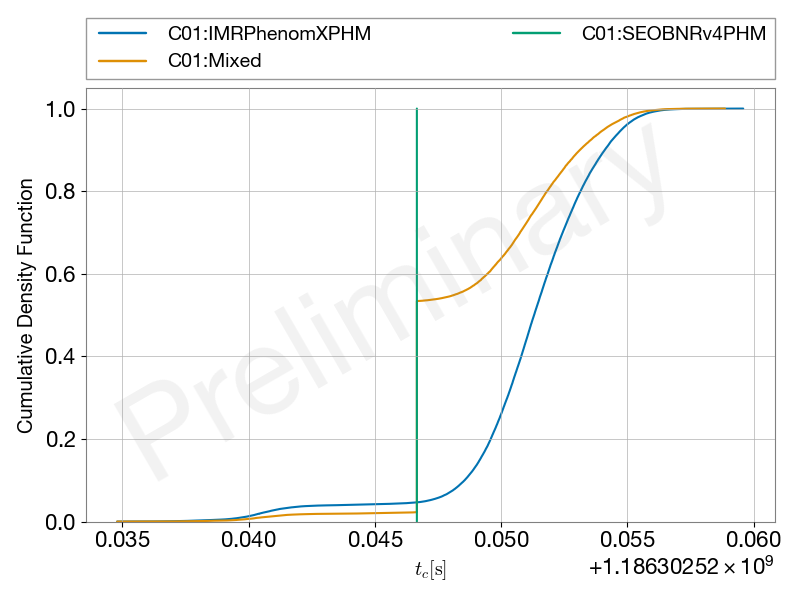 C01:IMRPhenomXPHM
C01:SEOBNRv4PHM
C01:Mixed
Cumulative Density Function
1.0
0.8
0.6
0.4
0.2
0.0
Preliminary
0.035
0.040
0.045
0.050
0.055
0.060
t_c[s]
+1.18630252 × 10⁹